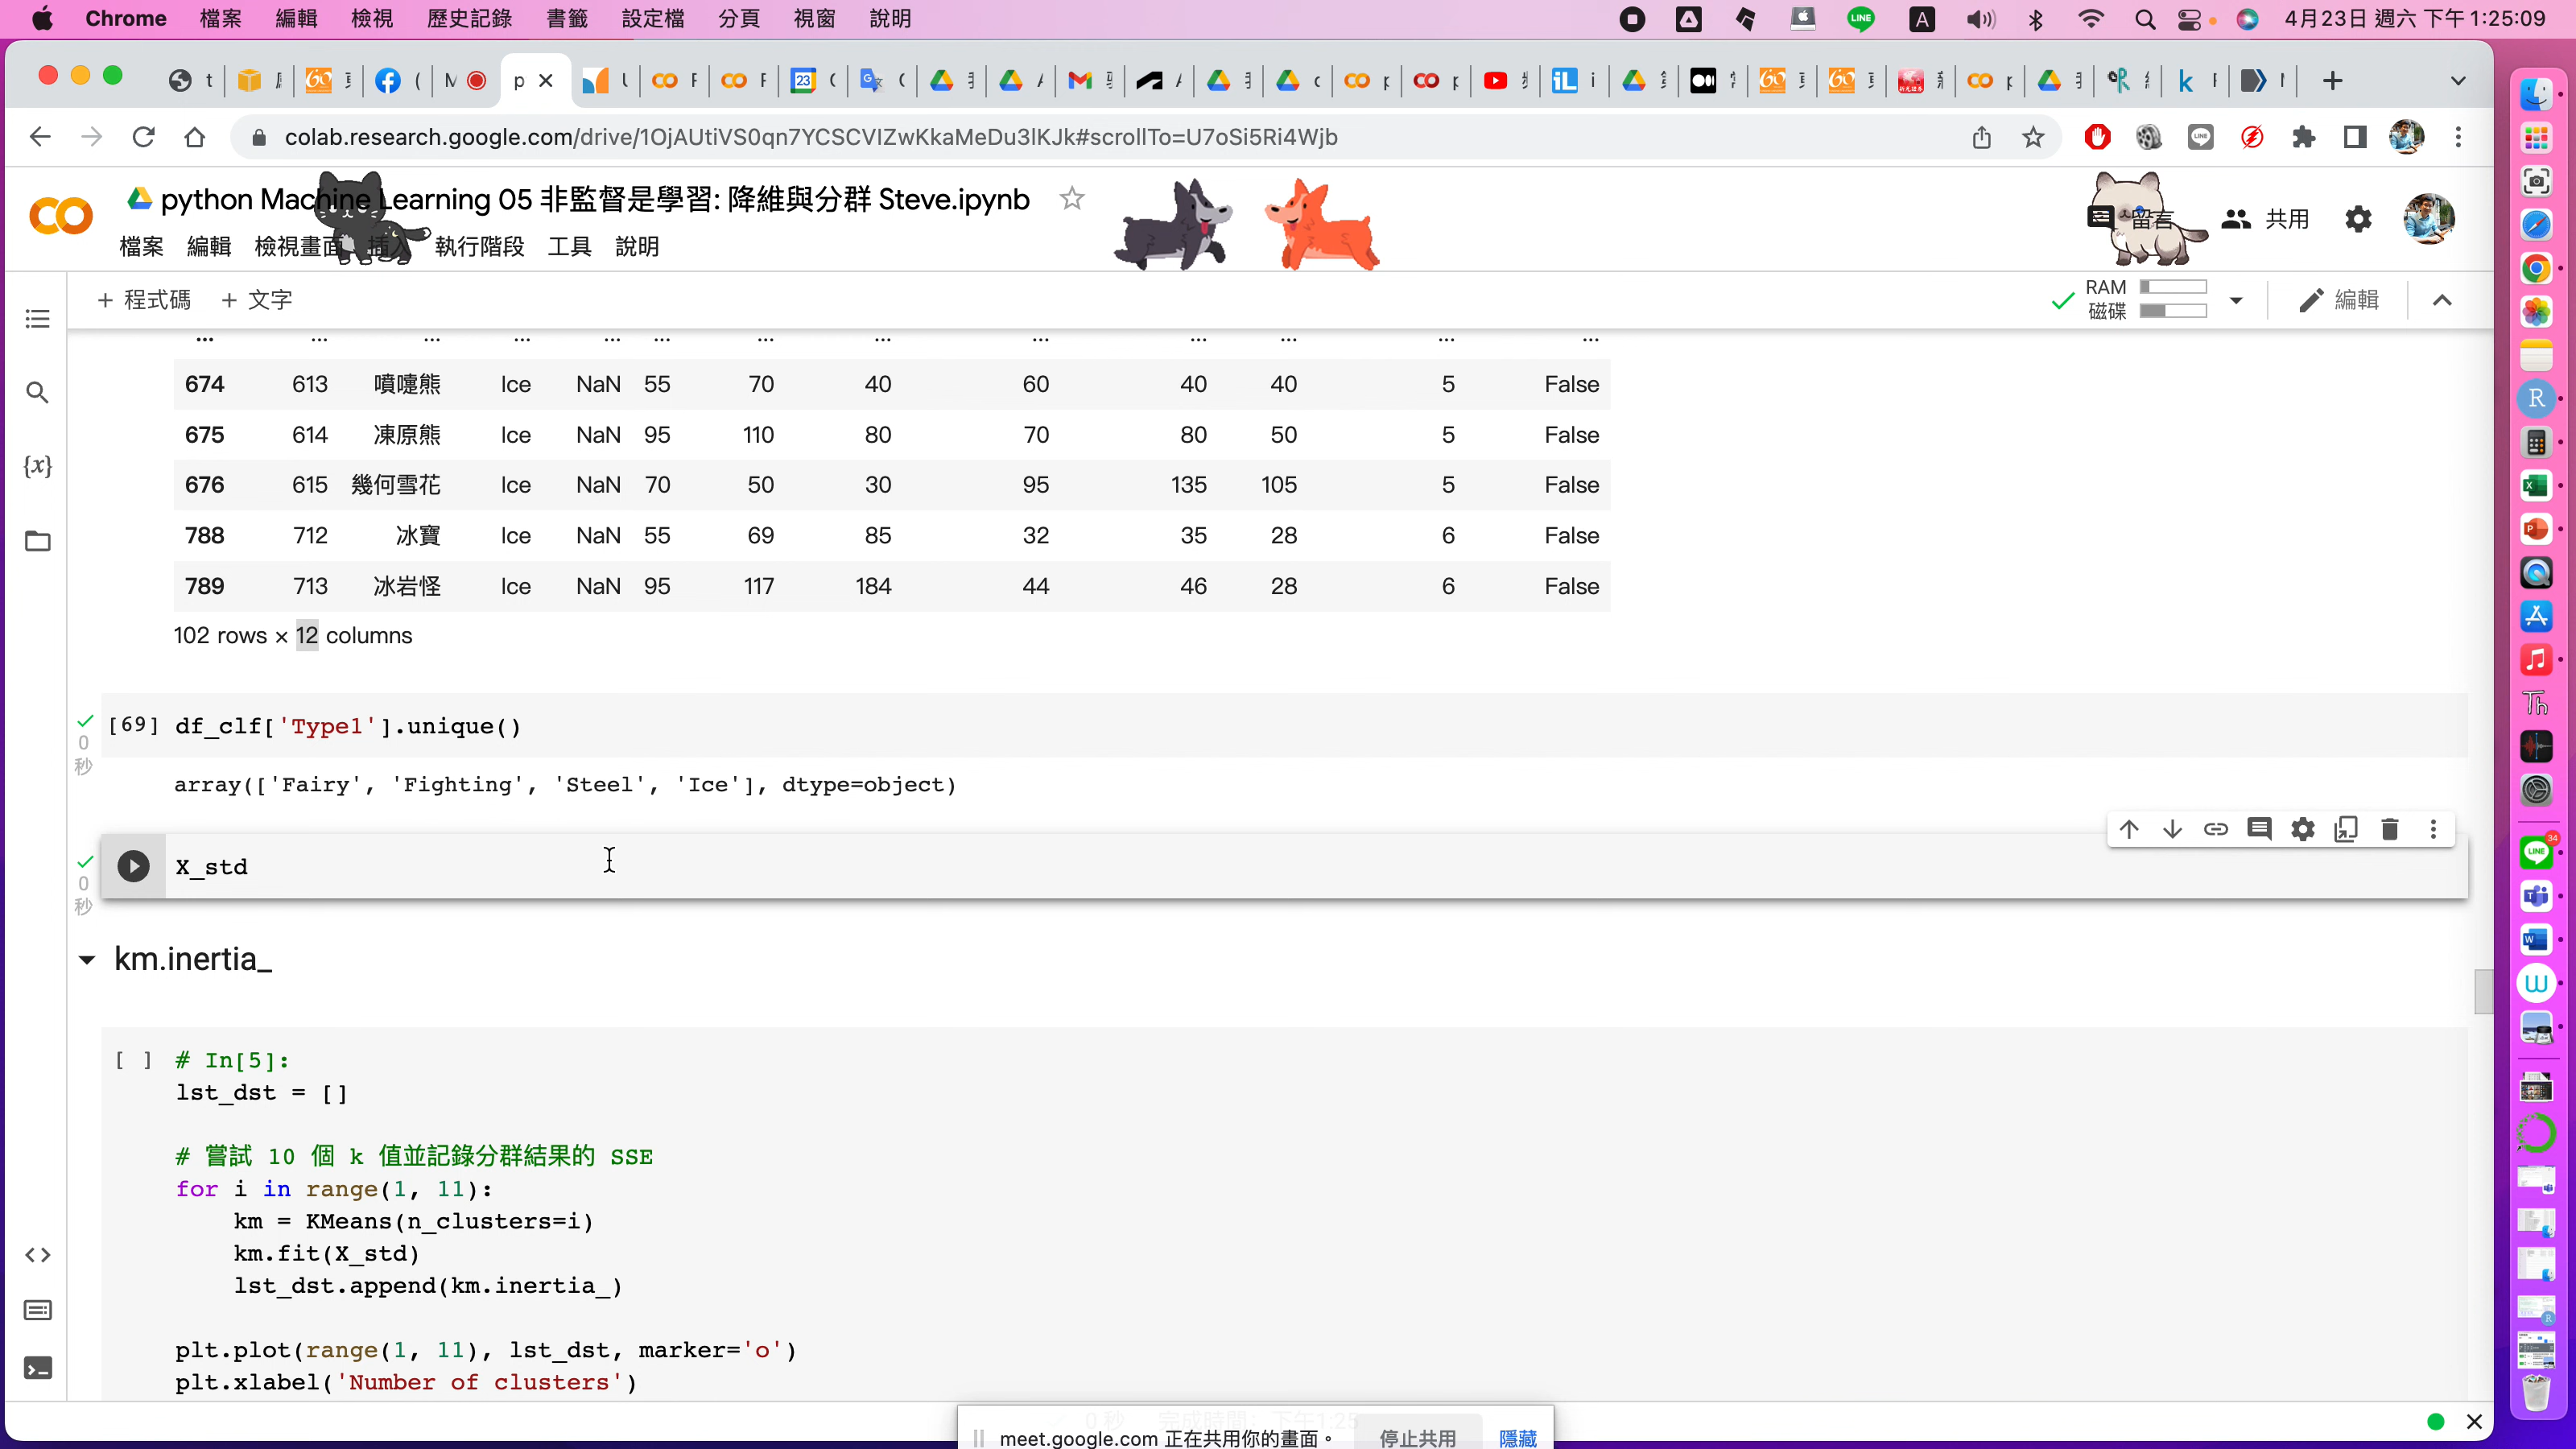 Chrome 檔案 編輯 檢視 歷史記錄 書籤 設定檔 分頁 視窗 說明 4月23日 週六 下午 1:25:09
colab.research.google.com/drive/1OjAUtiVS0qn7YCSCVIZwKkaMeDu3lKJk#scrollTo=U7oSi5Ri4Wjb
python Machine Learning 05 非監督是學習: 降維與分群 Steve.ipynb
檔案 編輯 檢視畫面 插入 執行階段 工具 說明
留言 共用
+ 程式碼 + 文字
RAM
磁碟
編輯
... ... ... ... ... ... ... ... ... ... ... ... ...
674 613 噴嚏熊 Ice NaN 55 70 40 60 40 40 5 False
675 614 凍原熊 Ice NaN 95 110 80 70 80 50 5 False
676 615 幾何雪花 Ice NaN 70 50 30 95 135 105 5 False
788 712 冰寶 Ice NaN 55 69 85 32 35 28 6 False
789 713 冰岩怪 Ice NaN 95 117 184 44 46 28 6 False
102 rows × 12 columns
[69] df_clf['Type1'].unique()
0
秒
array(['Fairy', 'Fighting', 'Steel', 'Ice'], dtype=object)
X_std
0
秒
km.inertia_
[ ] # In[5]:
lst_dst = []
# 嘗試 10 個 k 值並記錄分群結果的 SSE
for i in range(1, 11):
km = KMeans(n_clusters=i)
km.fit(X_std)
lst_dst.append(km.inertia_)
plt.plot(range(1, 11), lst_dst, marker='o')
plt.xlabel('Number of clusters')
0 秒 完成時間: 下午1:25
meet.google.com 正在共用你的畫面。 停止共用 隱藏